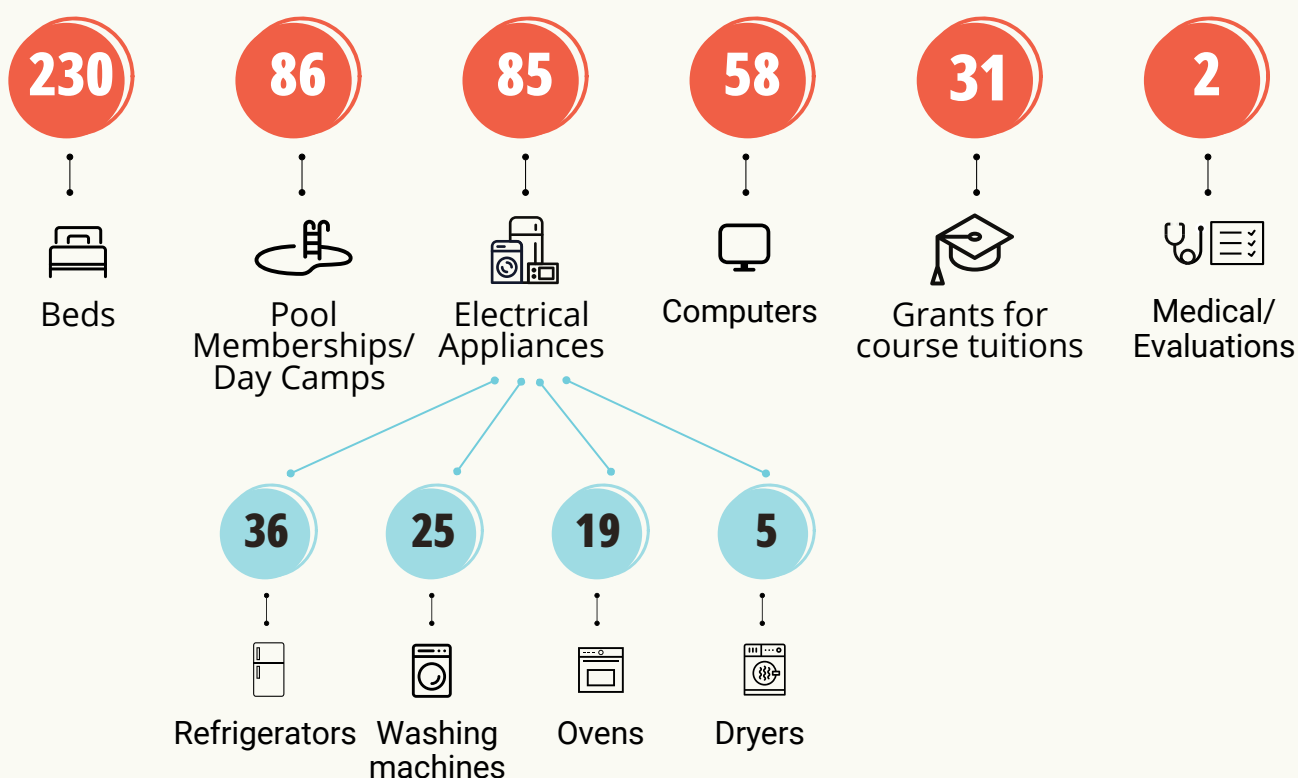 230
86
85
58
31
2
Beds
Pool
Memberships/
Day Camps
Electrical
Appliances
Computers
Grants for
course tuitions
Medical/
Evaluations
36
25
19
5
Refrigerators
Washing
machines
Ovens
Dryers